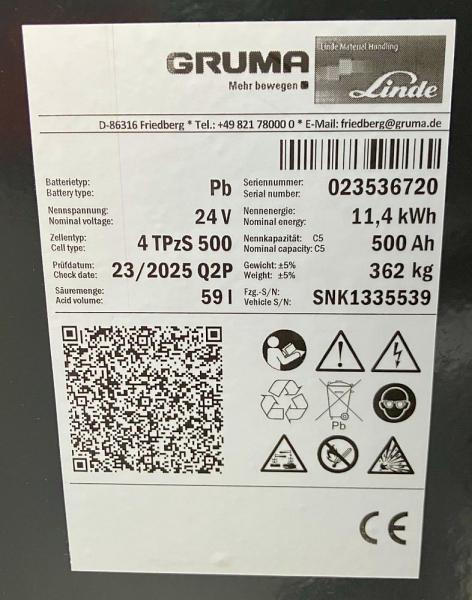 GRUMA
Mehr bewegen
Linde Material Handling
Linde
D-86316 Friedberg * Tel.: +49 821 78000 0 * E-Mail: friedberg@gruma.de
Batterietyp: Pb Seriennummer: 023536720
Battery type: Serial number:
Nennspannung: 24 V Nennenergie: 11,4 kWh
Nominal voltage: Nominal energy:
Zellentyp: 4 TPzS 500 Nennkapazität: C5 500 Ah
Cell type: Nominal capacity: C5
Prüfdatum: 23/2025 Q2P Gewicht: ±5% 362 kg
Check date: Weight: ±5%
Säuremenge: 59 l Fzg.-S/N: SNK1335539
Acid volume: Vehicle S/N:
Pb
CE